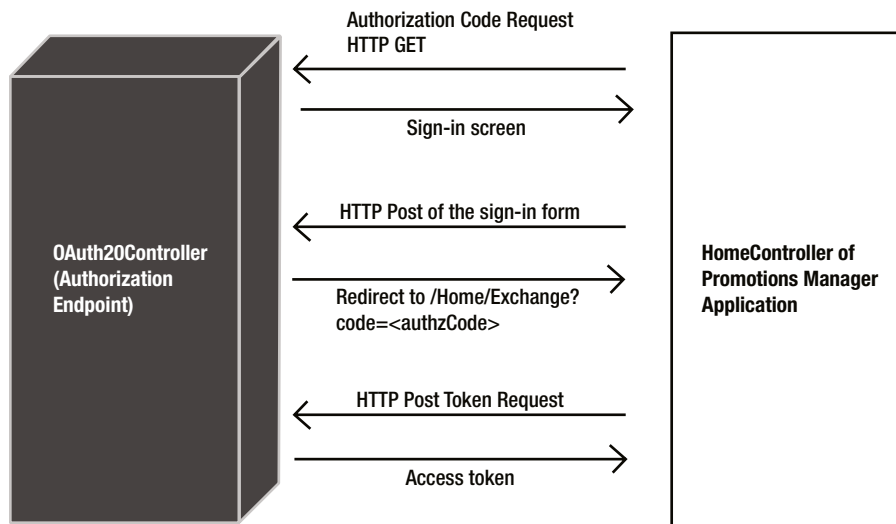 Authorization Code Request
HTTP GET
Sign-in screen
HTTP Post of the sign-in form
OAuth20Controller
(Authorization
Endpoint)
HomeController of
Promotions Manager
Application
Redirect to /Home/Exchange?
code=<authzCode>
HTTP Post Token Request
Access token